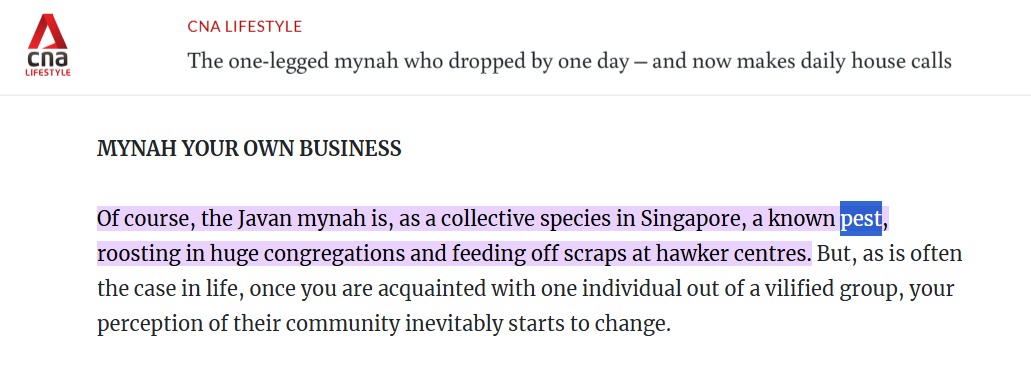 cna
LIFESTYLE
CNA LIFESTYLE
The one-legged mynah who dropped by one day – and now makes daily house calls
MYNAH YOUR OWN BUSINESS
Of course, the Javan mynah is, as a collective species in Singapore, a known pest,
roosting in huge congregations and feeding off scraps at hawker centres. But, as is often
the case in life, once you are acquainted with one individual out of a vilified group, your
perception of their community inevitably starts to change.